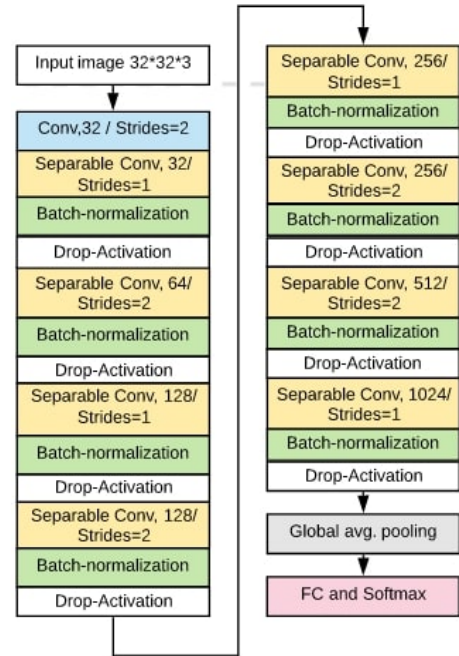 Input image 32*32*3
Conv,32 / Strides=2
Separable Conv, 32/
Strides=1
Batch-normalization
Drop-Activation
Separable Conv, 64/
Strides=2
Batch-normalization
Drop-Activation
Separable Conv, 128/
Strides=1
Batch-normalization
Drop-Activation
Separable Conv, 128/
Strides=2
Batch-normalization
Drop-Activation
Separable Conv, 256/
Strides=1
Batch-normalization
Drop-Activation
Separable Conv, 256/
Strides=2
Batch-normalization
Drop-Activation
Separable Conv, 512/
Strides=2
Batch-normalization
Drop-Activation
Separable Conv, 1024/
Strides=1
Batch-normalization
Drop-Activation
Global avg. pooling
FC and Softmax